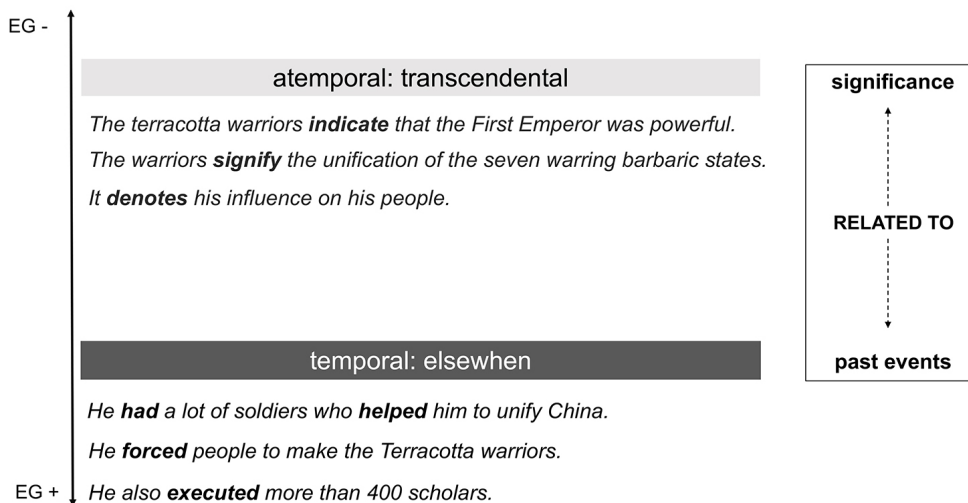 EG -
atemporal: transcendental
The terracotta warriors indicate that the First Emperor was powerful.
The warriors signify the unification of the seven warring barbaric states.
It denotes his influence on his people.
temporal: elsewhen
He had a lot of soldiers who helped him to unify China.
He forced people to make the Terracotta warriors.
EG +
He also executed more than 400 scholars.
significance
RELATED TO
past events